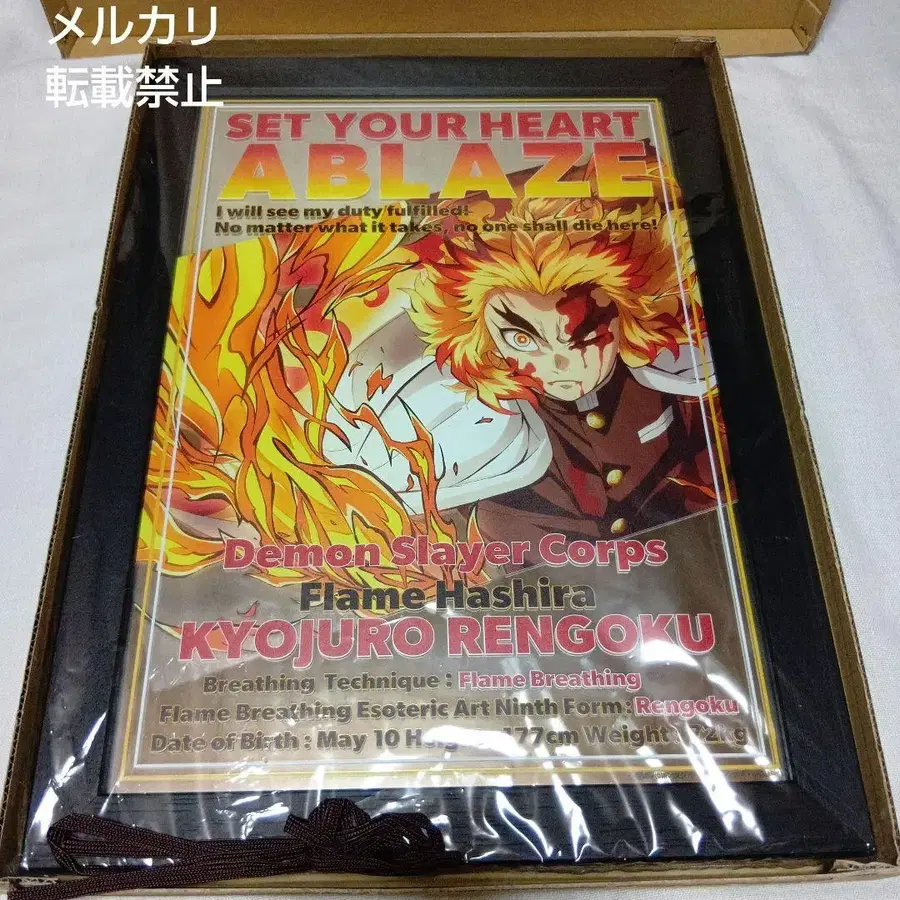 メルカリ
転載禁止
SET YOUR HEART
ABLAZE
I will see my duty fulfilled!
No matter what it takes, no one shall die here!
Demon Slayer Corps
Flame Hashira
KYOJURO RENGOKU
Breathing Technique : Flame Breathing
Flame Breathing Esoteric Art Ninth Form : Rengoku
Date of Birth : May 10 Height : 177cm Weight : 72kg